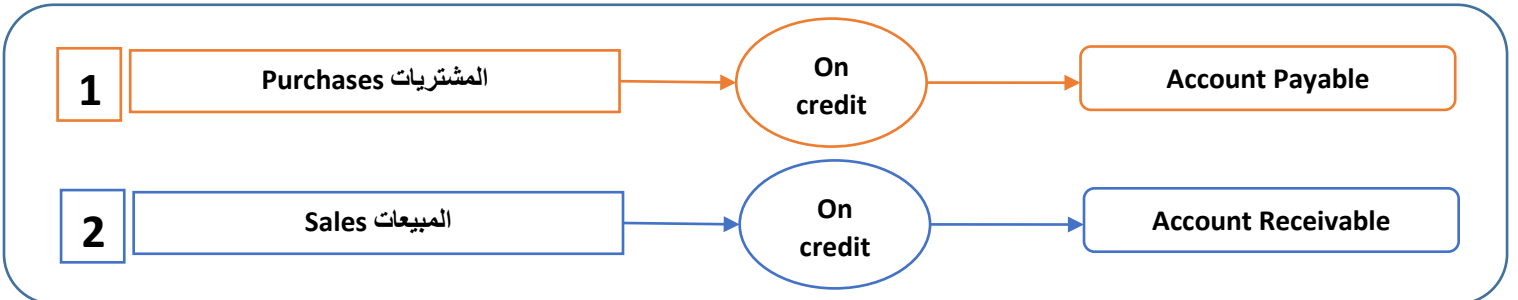 1
Purchases المشتريات
On
credit
Account Payable
2
Sales المبيعات
On
credit
Account Receivable